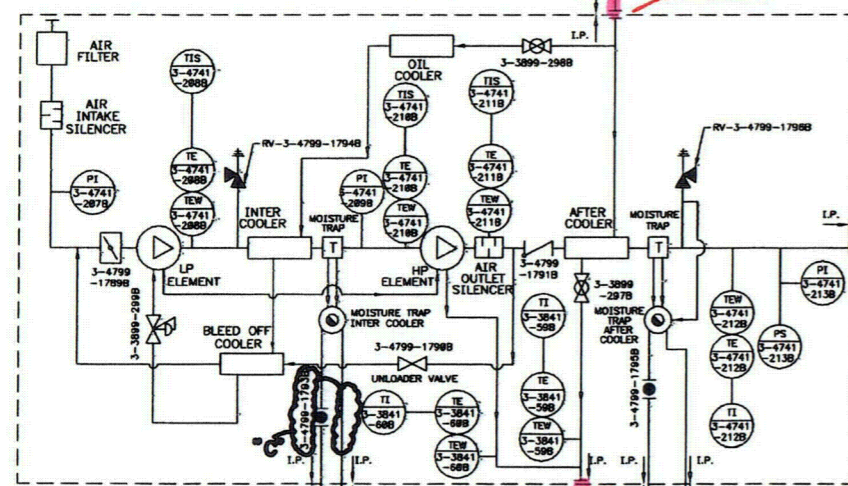 AIR
FILTER
AIR
INTAKE
SILENCER
PI
3-4741
-207B
TIS
3-4741
-208B
TE
3-4741
-208B
TEW
3-4741
-208B
RV-3-4799-1794B
OIL
COOLER
3-3899-298B
I.P.
TIS
3-4741
-210B
TE
3-4741
-210B
TEW
3-4741
-210B
PI
3-4741
-209B
TIS
3-4741
-211B
TE
3-4741
-211B
TEW
3-4741
-211B
RV-3-4799-1796B
INTER
COOLER
MOISTURE
TRAP
T
AFTER
COOLER
MOISTURE
TRAP
T
I.P.
3-4799
-1789B
LP
ELEMENT
HP
ELEMENT
AIR
OUTLET
SILENCER
3-4799
-1791B
3-3899
-297B
PI
3-4741
-213B
3-3899-299B
MOISTURE TRAP
INTER COOLER
BLEED OFF
COOLER
3-4799-1790B
UNLOADER VALVE
TI
3-3841
-59B
TE
3-3841
-59B
TEW
3-3841
-59B
MOISTURE
TRAP
AFTER
COOLER
TEW
3-4741
-212B
TE
3-4741
-212B
TI
3-4741
-212B
PS
3-4741
-213B
3-4799-1793B
3-4799-1795B
TI
3-3841
-60B
TE
3-3841
-60B
TEW
3-3841
-60B
I.P.
I.P.
I.P.
I.P.
I.P.